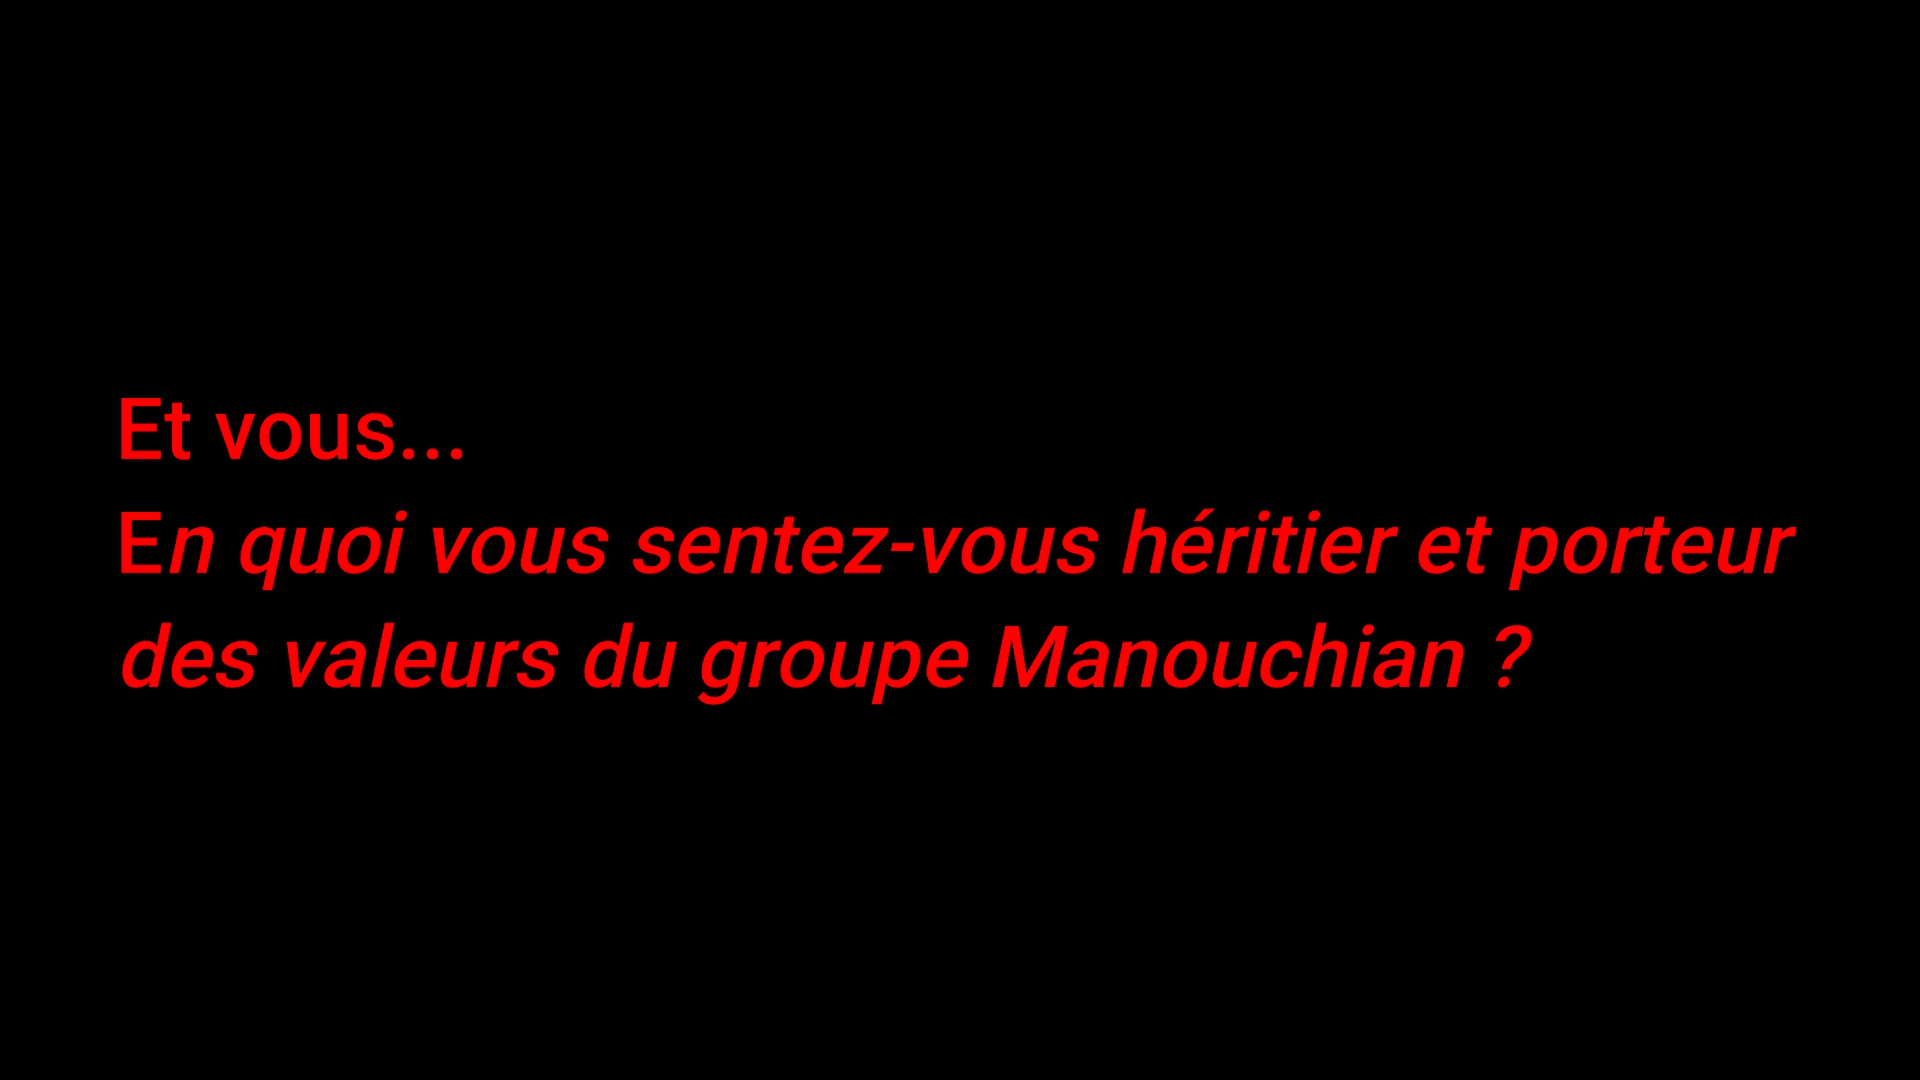 Et vous...
En quoi vous sentez-vous héritier et porteur
des valeurs du groupe Manouchian ?